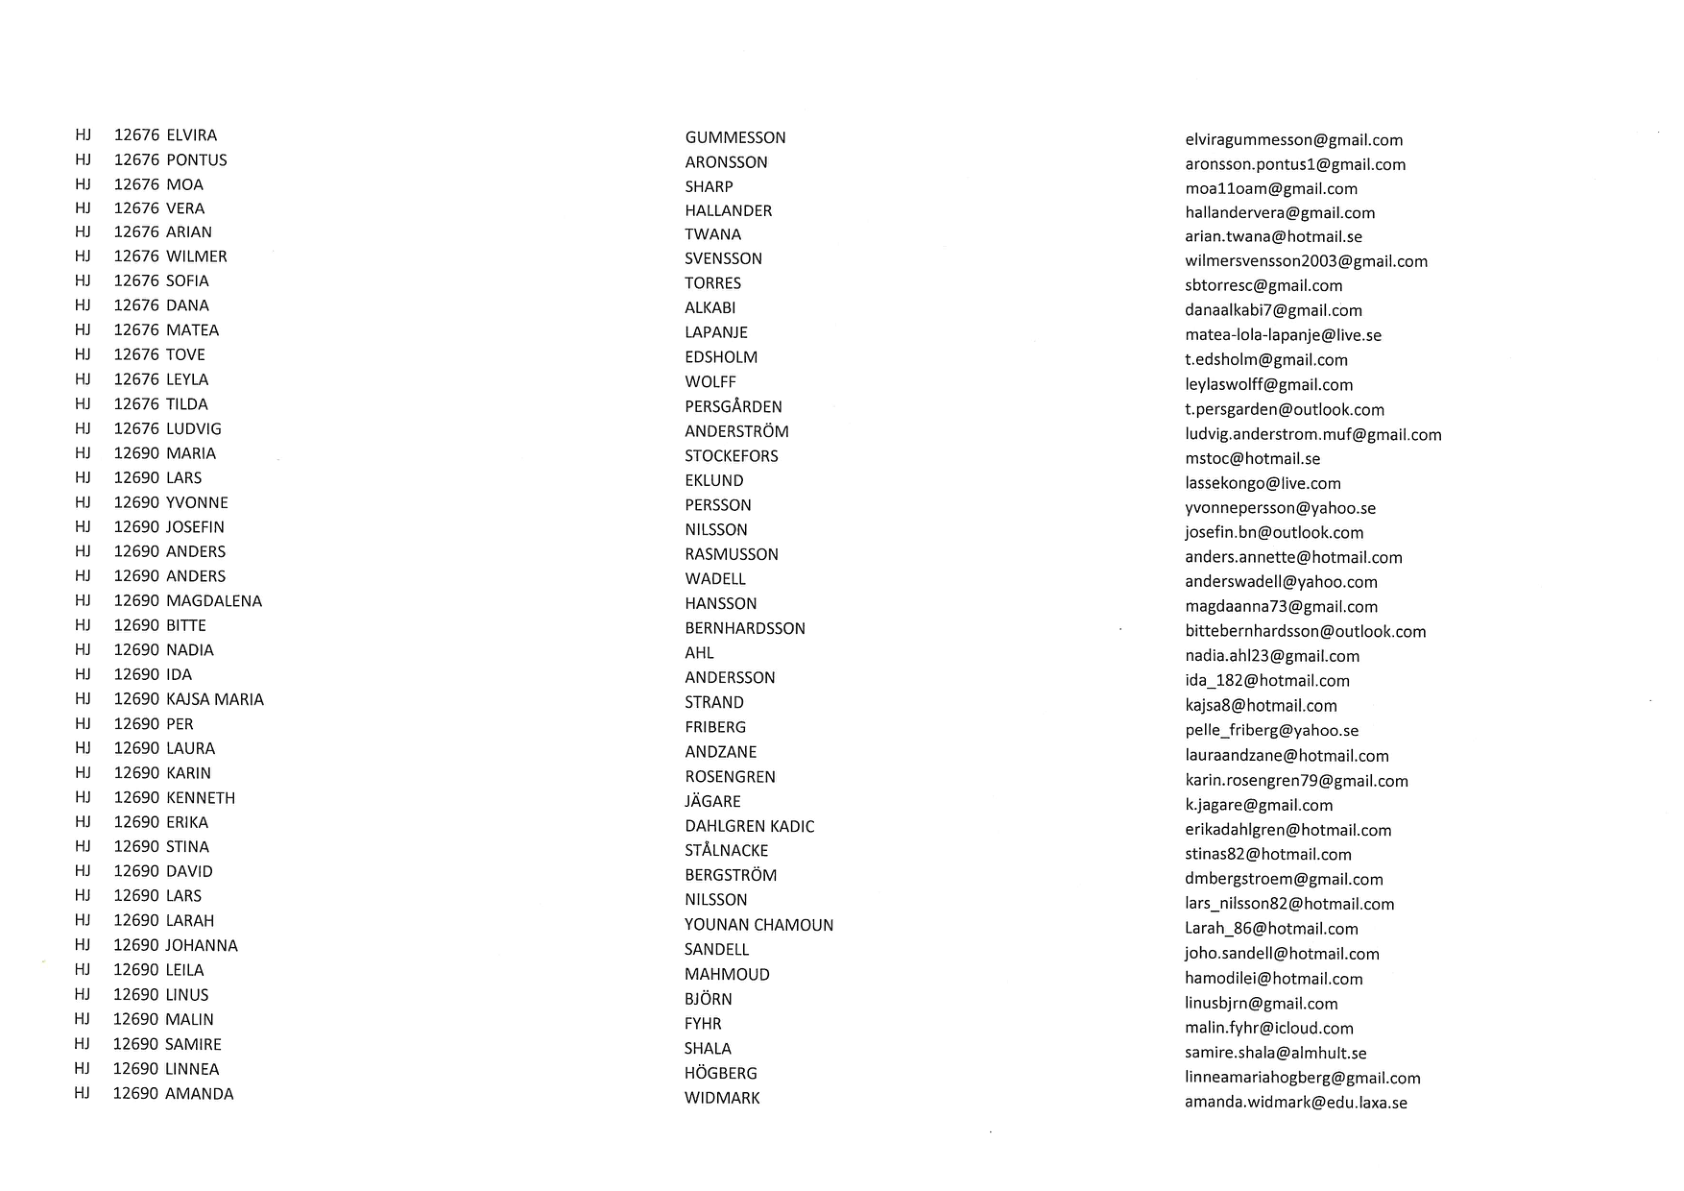 HJ 12676 ELVIRA GUMMESSON elviragummesson@gmail.com
HJ 12676 PONTUS ARONSSON aronsson.pontus1@gmail.com
HJ 12676 MOA SHARP moa11oam@gmail.com
HJ 12676 VERA HALLANDER hallandervera@gmail.com
HJ 12676 ARIAN TWANA arian.twana@hotmail.se
HJ 12676 WILMER SVENSSON wilmersvensson2003@gmail.com
HJ 12676 SOFIA TORRES sbtorresc@gmail.com
HJ 12676 DANA ALKABI danaalkabi7@gmail.com
HJ 12676 MATEA LAPANJE matea-lola-lapanje@live.se
HJ 12676 TOVE EDSHOLM t.edsholm@gmail.com
HJ 12676 LEYLA WOLFF leylaswolff@gmail.com
HJ 12676 TILDA PERSGÅRDEN t.persgarden@outlook.com
HJ 12676 LUDVIG ANDERSTRÖM ludvig.anderstrom.muf@gmail.com
HJ 12690 MARIA STOCKEFORS mstoc@hotmail.se
HJ 12690 LARS EKLUND lassekongo@live.com
HJ 12690 YVONNE PERSSON yvonnepersson@yahoo.se
HJ 12690 JOSEFIN NILSSON josefin.bn@outlook.com
HJ 12690 ANDERS RASMUSSON anders.annette@hotmail.com
HJ 12690 ANDERS WADELL anderswadell@yahoo.com
HJ 12690 MAGDALENA HANSSON magdaanna73@gmail.com
HJ 12690 BITTE BERNHARDSSON bittebernhardsson@outlook.com
HJ 12690 NADIA AHL nadia.ahl23@gmail.com
HJ 12690 IDA ANDERSSON ida_182@hotmail.com
HJ 12690 KAJSA MARIA STRAND kajsa8@hotmail.com
HJ 12690 PER FRIBERG pelle_friberg@yahoo.se
HJ 12690 LAURA ANDZANE lauraandzane@hotmail.com
HJ 12690 KARIN ROSENGREN karin.rosengren79@gmail.com
HJ 12690 KENNETH JÄGARE k.jagare@gmail.com
HJ 12690 ERIKA DAHLGREN KADIC erikadahlgren@hotmail.com
HJ 12690 STINA STÅLNACKE stinas82@hotmail.com
HJ 12690 DAVID BERGSTRÖM dmbergstroem@gmail.com
HJ 12690 LARS NILSSON lars_nilsson82@hotmail.com
HJ 12690 LARAH YOUNAN CHAMOUN Larah_86@hotmail.com
HJ 12690 JOHANNA SANDELL joho.sandell@hotmail.com
HJ 12690 LEILA MAHMOUD hamodilei@hotmail.com
HJ 12690 LINUS BJÖRN linusbjrn@gmail.com
HJ 12690 MALIN FYHR malin.fyhr@icloud.com
HJ 12690 SAMIRE SHALA samire.shala@almhult.se
HJ 12690 LINNEA HÖGBERG linneamariahogberg@gmail.com
HJ 12690 AMANDA WIDMARK amanda.widmark@edu.laxa.se